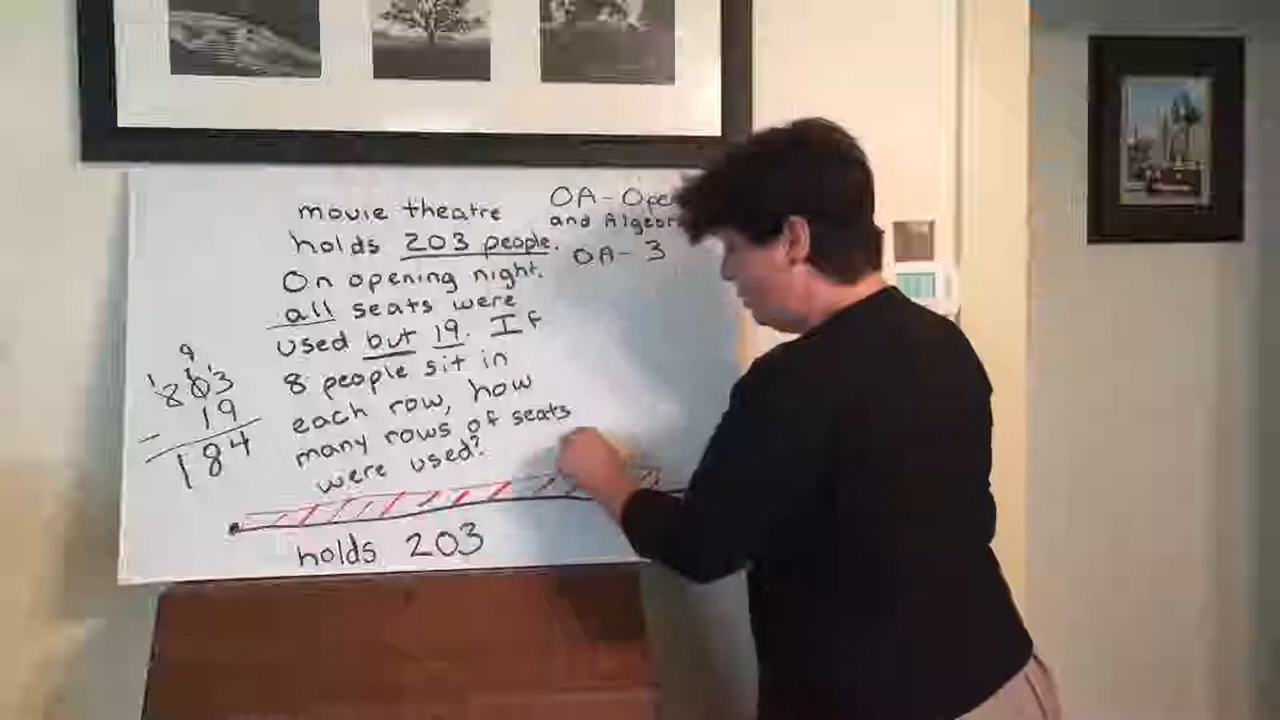 movie theatre
holds 203 people.
On opening night.
all seats were
used but 19. If
8 people sit in
each row, how
many rows of seats
were used?
OA - Ope
and Algeb
OA - 3
9
203
- 19
184
holds 203